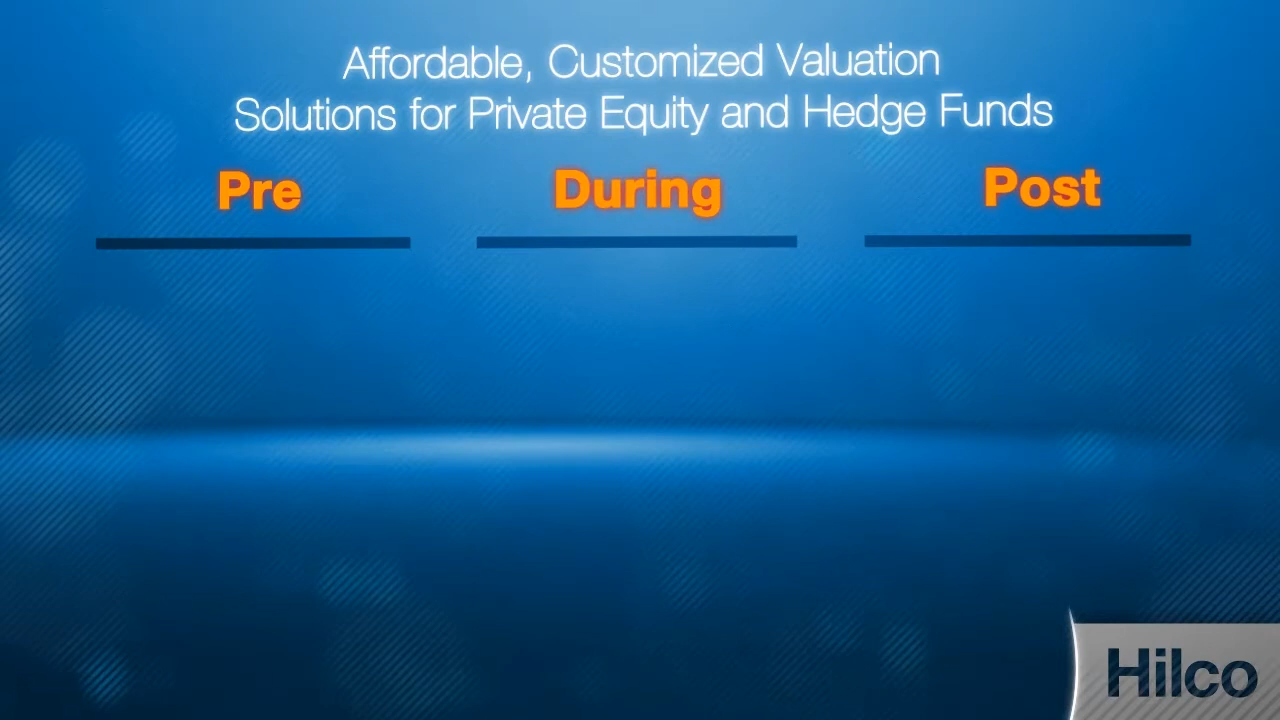 Affordable, Customized Valuation
Solutions for Private Equity and Hedge Funds
Pre During Post
Hilco